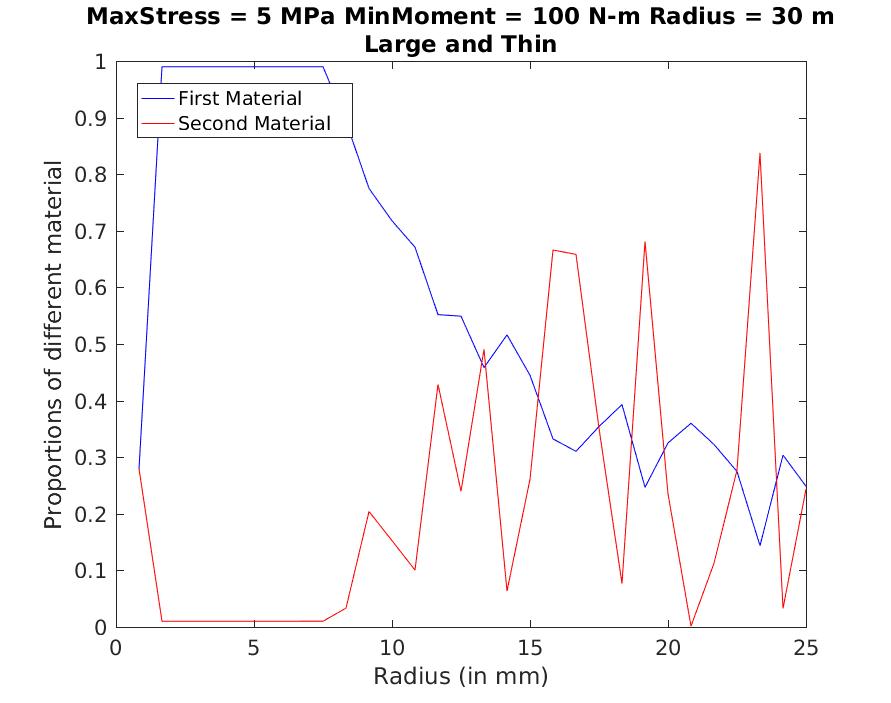 MaxStress = 5 MPa MinMoment = 100 N-m Radius = 30 m
Large and Thin
1
First Material
0.9
Second Material
0.8
0.7
0.6
0.5
0.4
0.3
0.2
0.1
0
Proportions of different material
0 5 10 15 20 25
Radius (in mm)